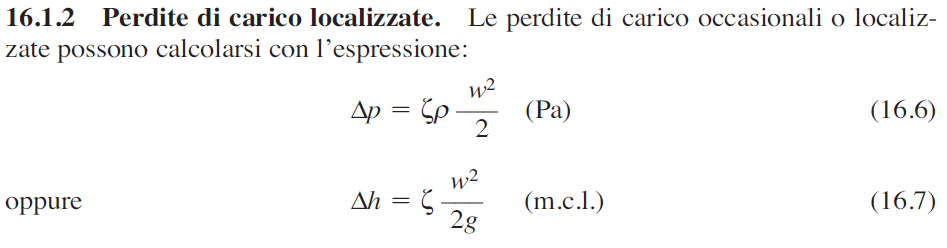 16.1.2 Perdite di carico localizzate. Le perdite di carico occasionali o localiz-
zate possono calcolarsi con l’espressione:
Δp = ζρ w²/2 (Pa) (16.6)
oppure Δh = ζ w²/2g (m.c.l.) (16.7)